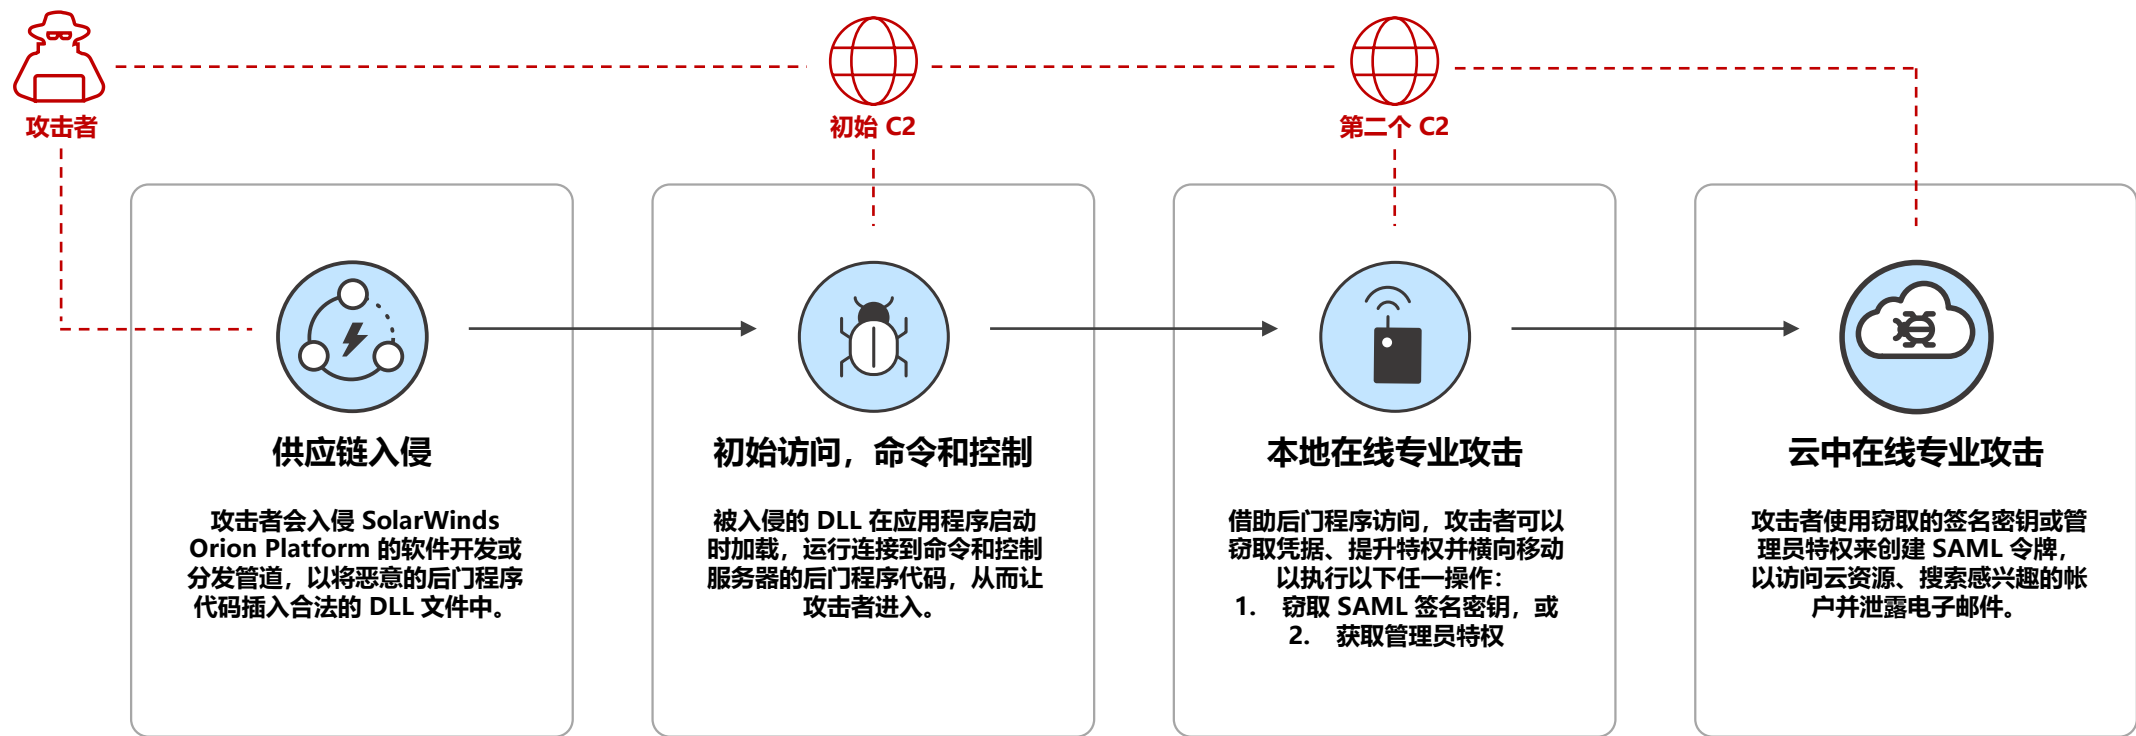 攻击者
初始 C2
第二个 C2
供应链入侵
攻击者会入侵 SolarWinds
Orion Platform 的软件开发或
分发管道，以将恶意的后门程序
代码插入合法的 DLL 文件中。
初始访问，命令和控制
被入侵的 DLL 在应用程序启动
时加载，运行连接到命令和控制
服务器的后门程序代码，从而让
攻击者进入。
本地在线专业攻击
借助后门程序访问，攻击者可以
窃取凭据、提升特权并横向移动
以执行以下任一操作：
1. 窃取 SAML 签名密钥，或
2. 获取管理员特权
云中在线专业攻击
攻击者使用窃取的签名密钥或管
理员特权来创建 SAML 令牌，
以访问云资源、搜索感兴趣的帐
户并泄露电子邮件。